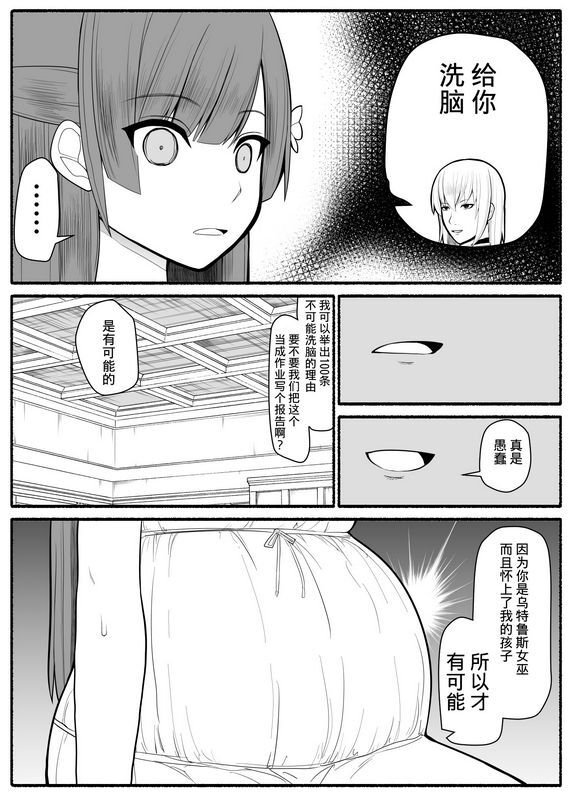 给你
洗脑
……
我可以举出100条
不可能洗脑的理由
要不要我们把这个
当成作业写个报告啊？
是有可能的
真是
愚蠢
因为你是乌特鲁斯女巫
而且怀上了我的孩子
所以才
有可能